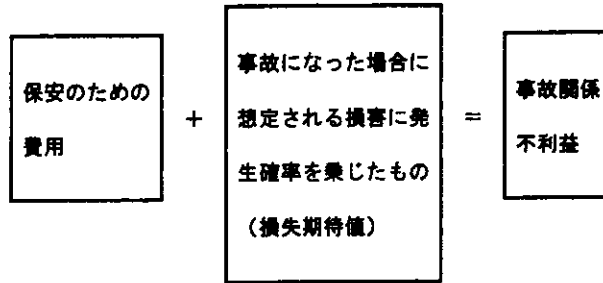 保安のための
費用
+
事故になった場合に
想定される損害に発
生確率を乗じたもの
(損失期待値)
=
事故関係
不利益